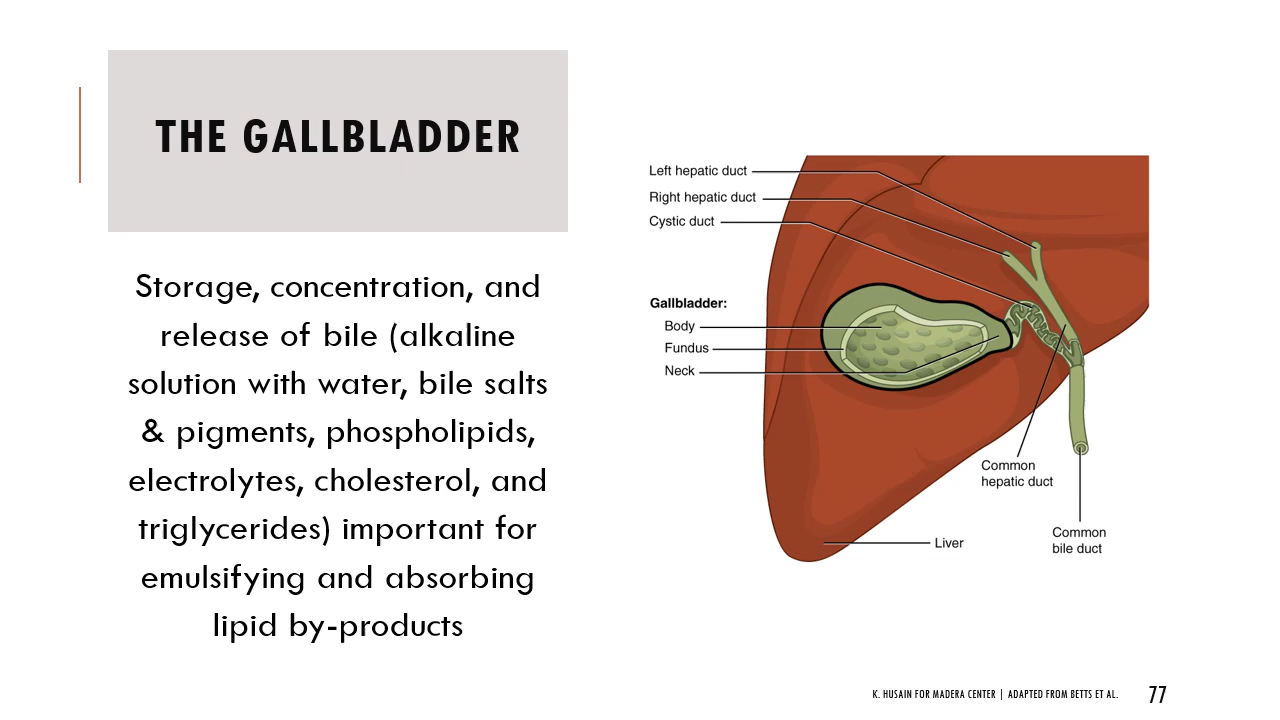 THE GALLBLADDER
Storage, concentration, and
release of bile (alkaline
solution with water, bile salts
& pigments, phospholipids,
electrolytes, cholesterol, and
triglycerides) important for
emulsifying and absorbing
lipid by-products
Left hepatic duct
Right hepatic duct
Cystic duct
Gallbladder:
Body
Fundus
Neck
Common
hepatic duct
Common
bile duct
Liver
K. HUSAIN FOR MADERA CENTER | ADAPTED FROM BETTS ET AL.
77